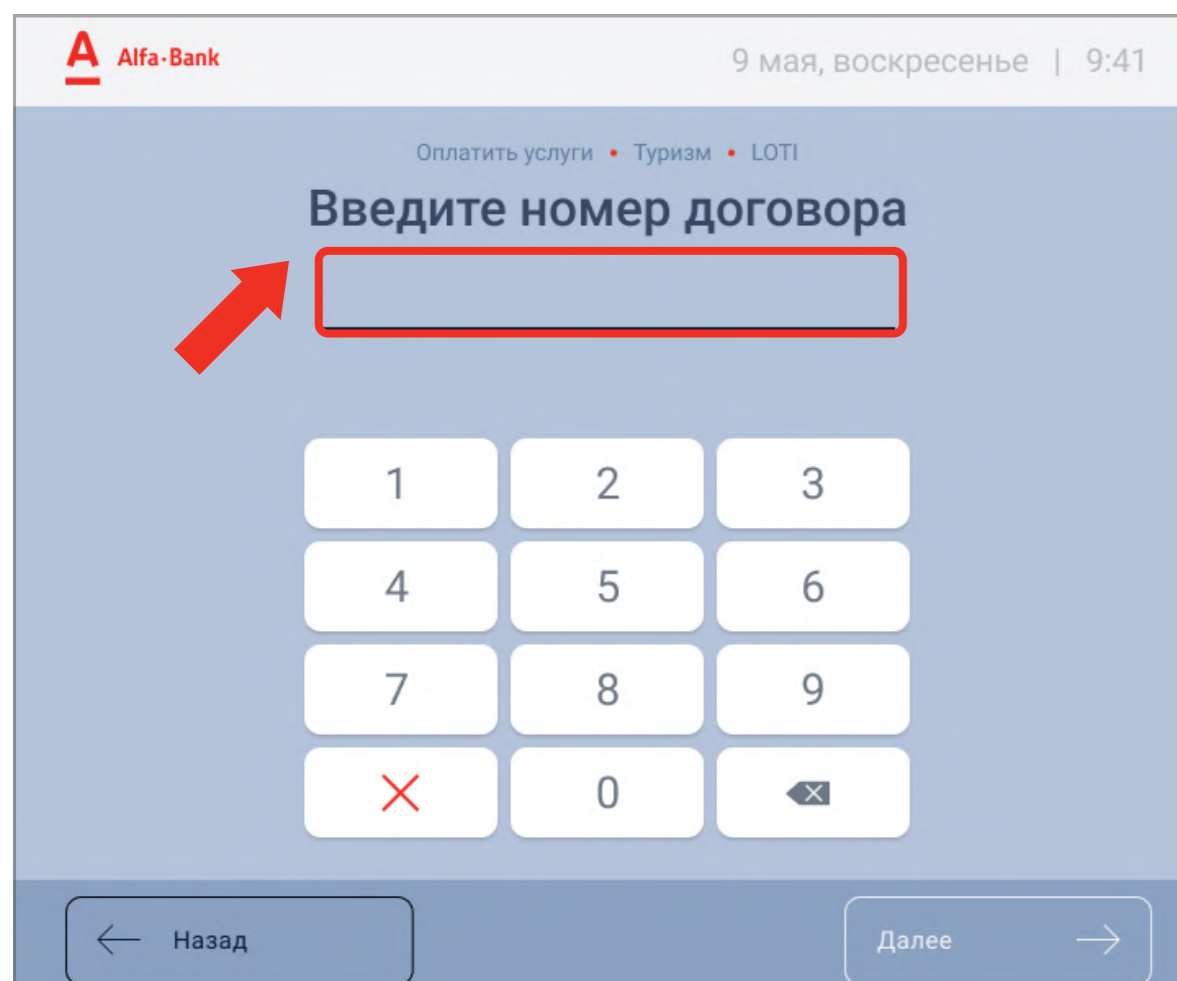 A Alfa·Bank 9 мая, воскресенье | 9:41
Оплатить услуги • Туризм • LOTI
Введите номер договора
1 2 3
4 5 6
7 8 9
0
Назад Далее